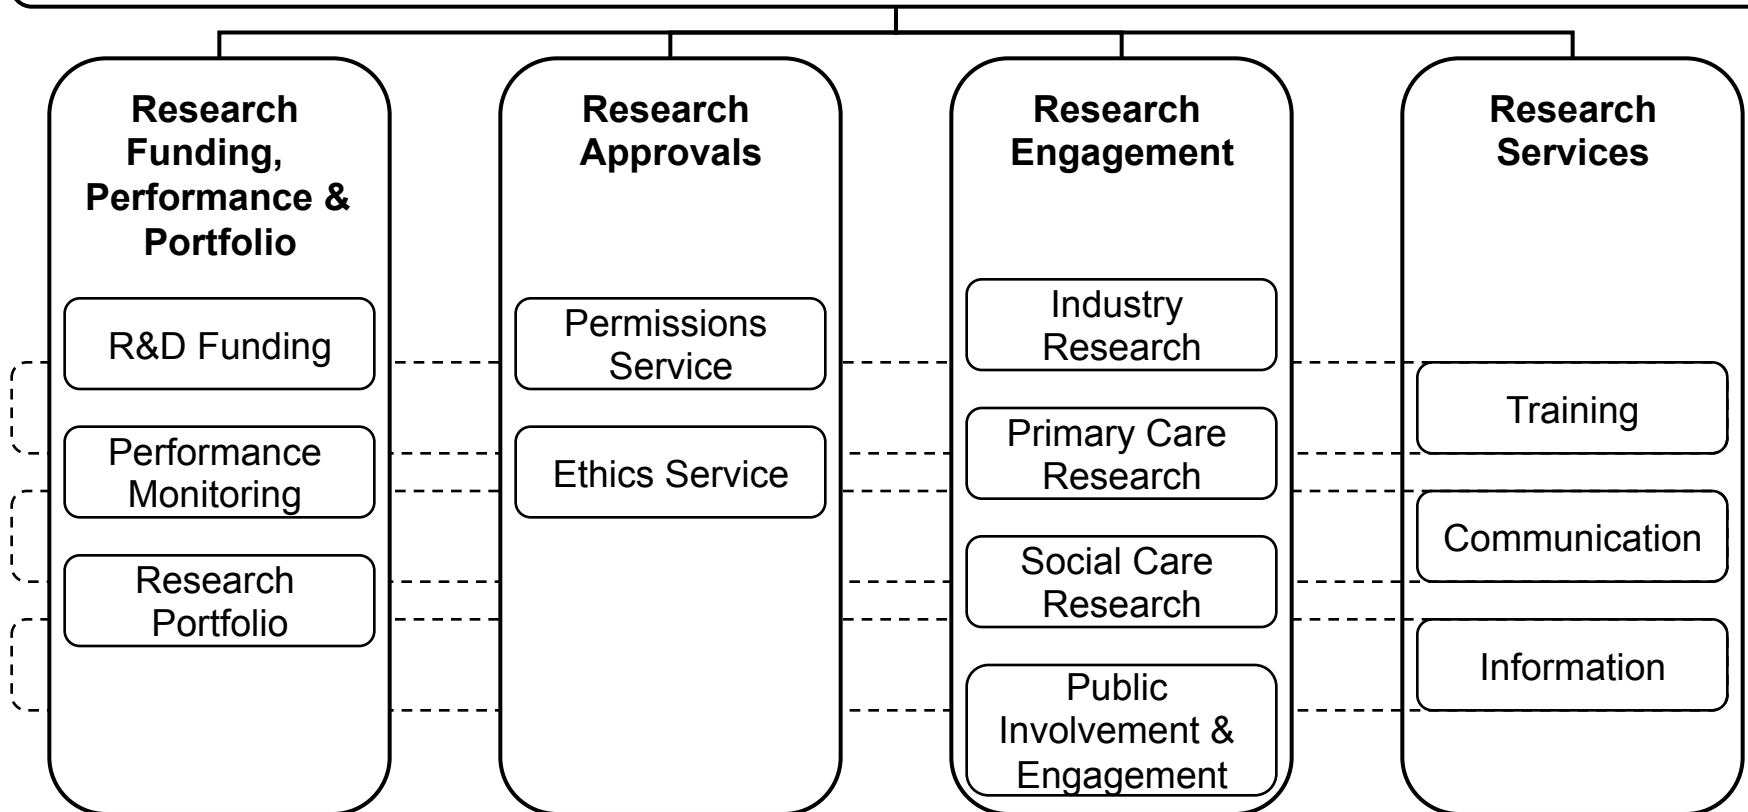 Research
Funding,
Performance &
Portfolio
R&D Funding
Performance
Monitoring
Research
Portfolio
Research
Approvals
Permissions
Service
Ethics Service
Research
Engagement
Industry
Research
Primary Care
Research
Social Care
Research
Public
Involvement &
Engagement
Research
Services
Training
Communication
Information